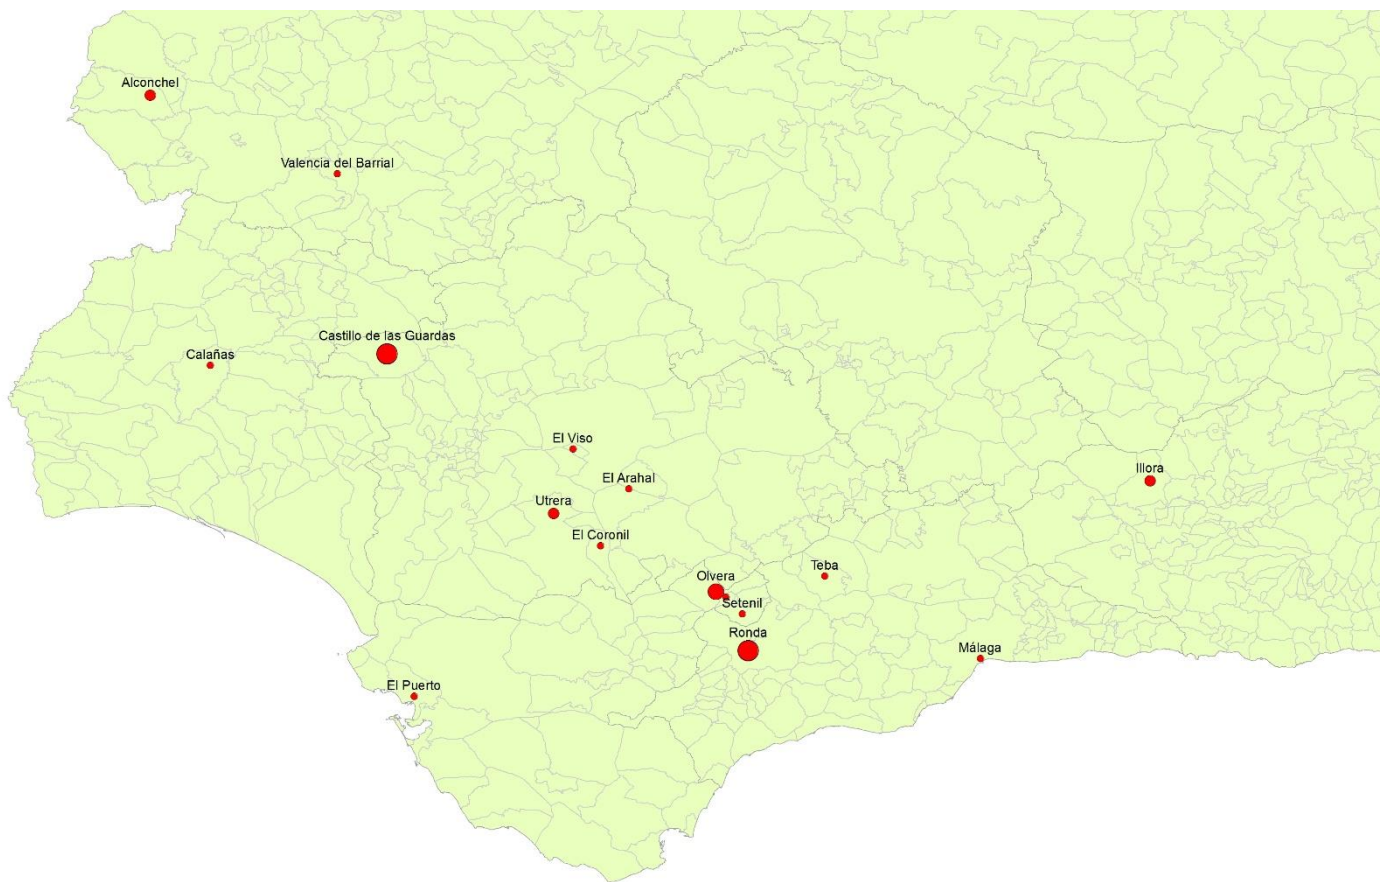 Alconchel
Valencia del Barrial
Castillo de las Guardas
Calañas
El Viso
El Arahal
Illora
Utrera
El Coronil
Olvera
Teba
Setenil
Ronda
Málaga
El Puerto